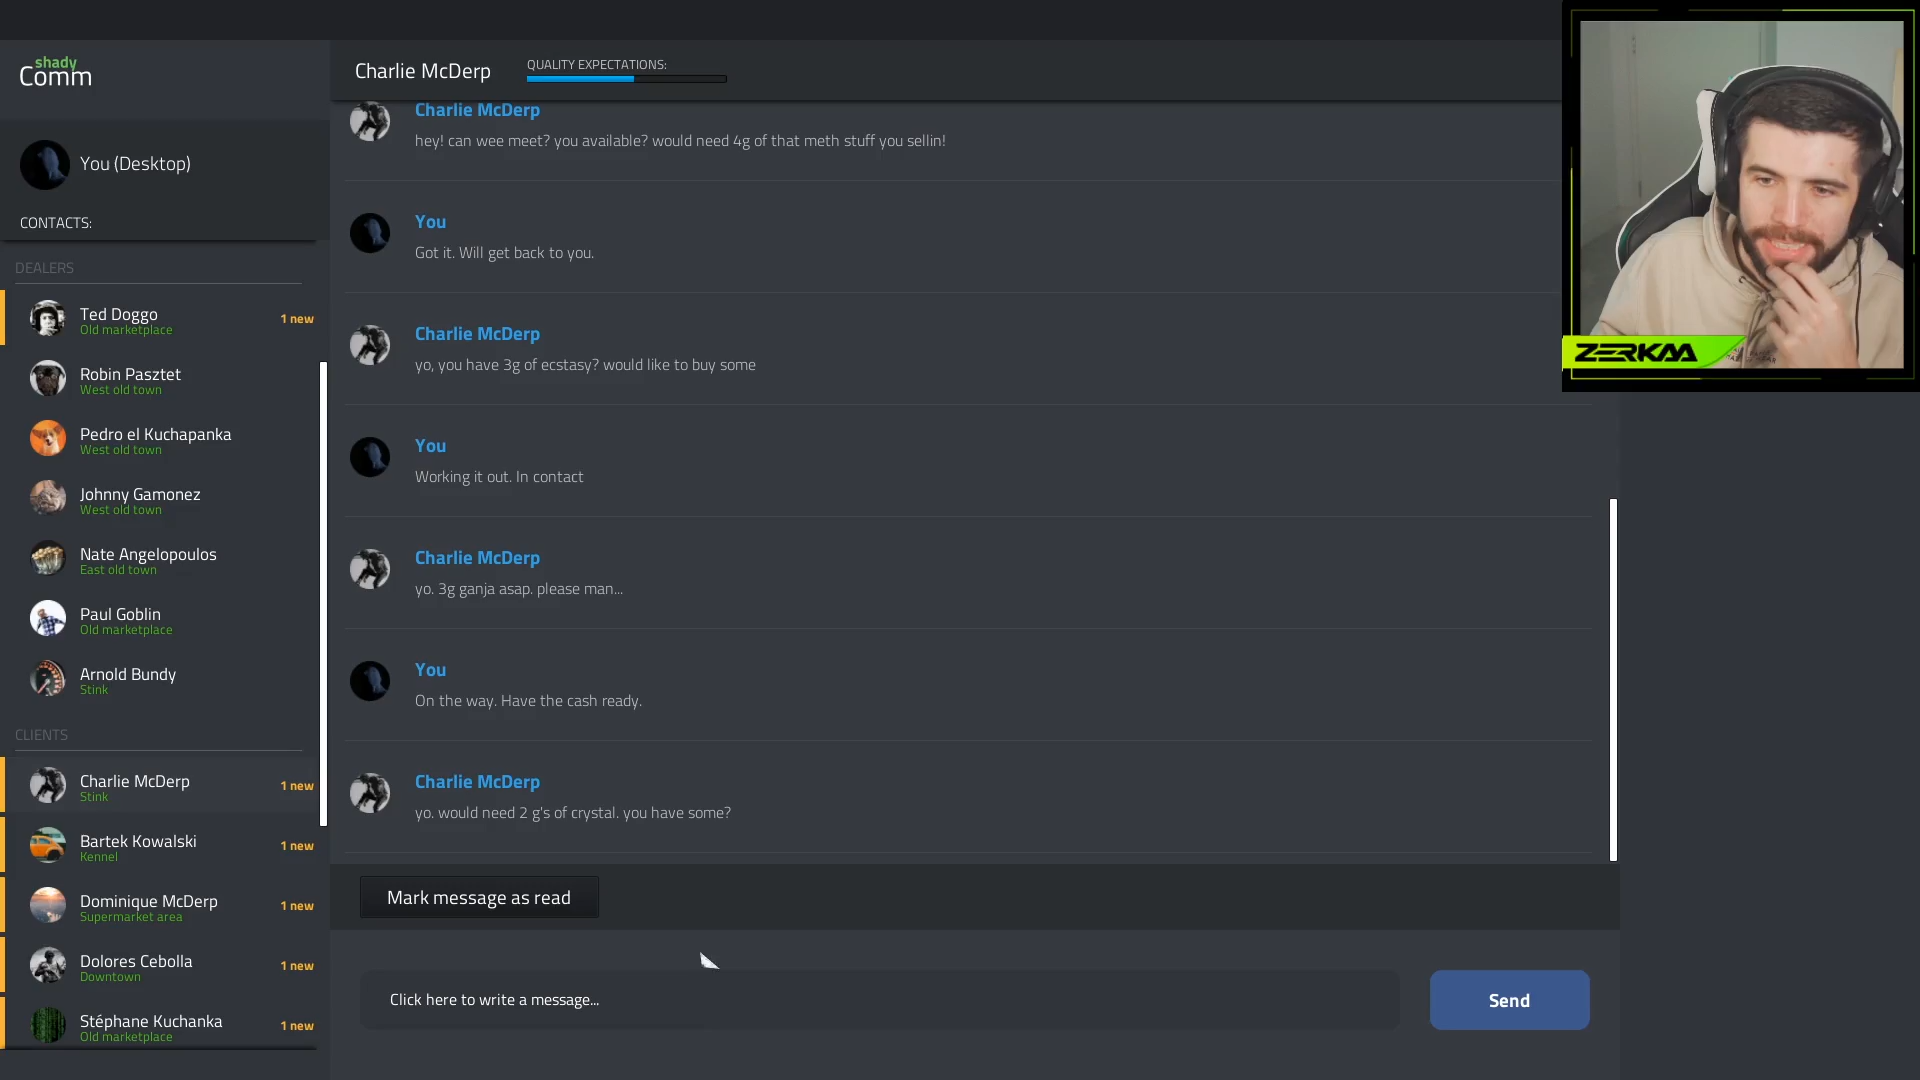 shady
Comm
You (Desktop)
CONTACTS:
DEALERS
Ted Doggo
Old marketplace
1 new
Robin Pasztet
West old town
Pedro el Kuchapanka
West old town
Johnny Gamonez
West old town
Nate Angelopoulos
East old town
Paul Goblin
Old marketplace
Arnold Bundy
Stink
CLIENTS
Charlie McDerp
Stink
1 new
Bartek Kowalski
Kennel
1 new
Dominique McDerp
Supermarket area
1 new
Dolores Cebolla
Downtown
1 new
Stéphane Kuchanka
Old marketplace
1 new
Charlie McDerp
QUALITY EXPECTATIONS:
Charlie McDerp
hey! can wee meet? you available? would need 4g of that meth stuff you sellin!
You
Got it. Will get back to you.
Charlie McDerp
yo, you have 3g of ecstasy? would like to buy some
You
Working it out. In contact
Charlie McDerp
yo. 3g ganja asap. please man...
You
On the way. Have the cash ready.
Charlie McDerp
yo. would need 2 g's of crystal. you have some?
Mark message as read
Click here to write a message...
Send
ZERKAA